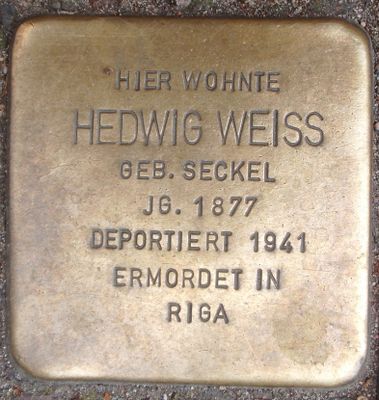 HIER WOHNTE
HEDWIG WEISS
GEB. SECKEL
JG. 1877
DEPORTIERT 1941
ERMORDET IN
RIGA